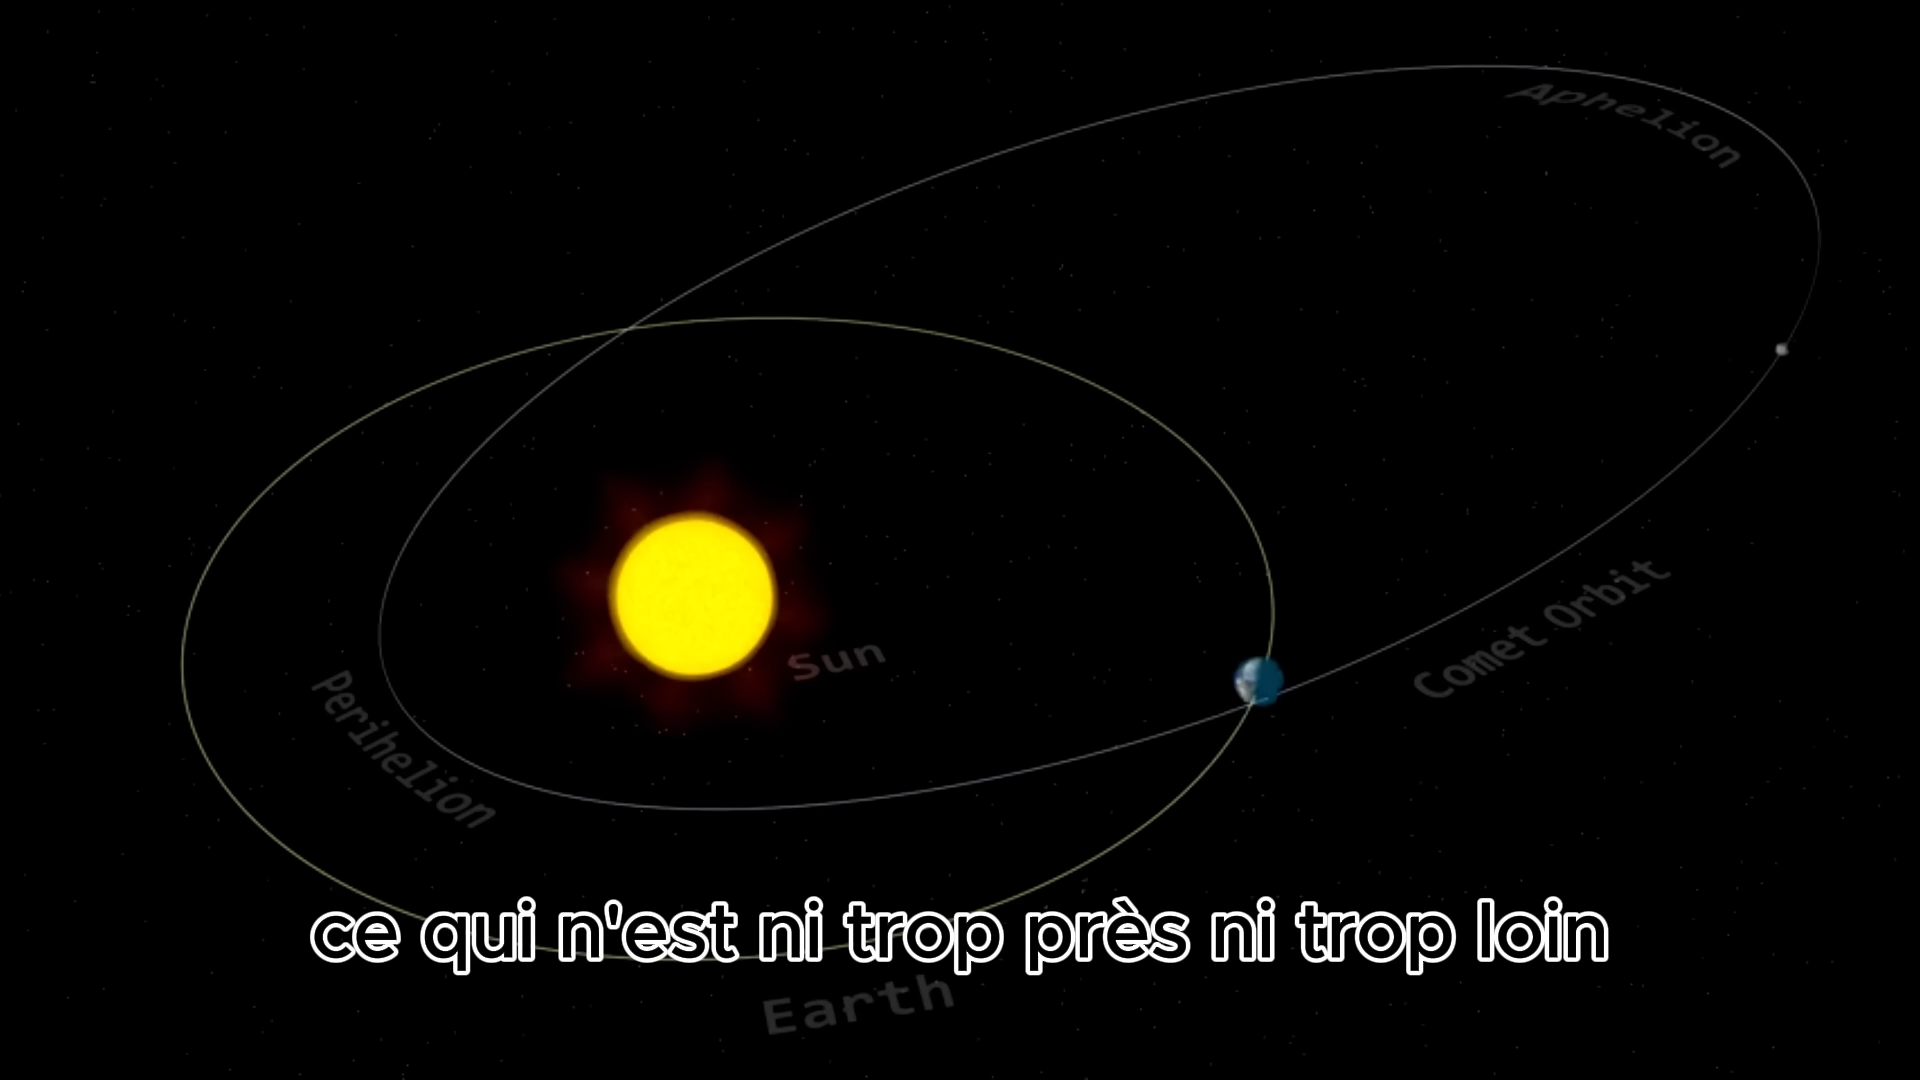 Aphelion
Comet Orbit
Sun
Perihelion
ce qui n'est ni trop près ni trop loin
Earth